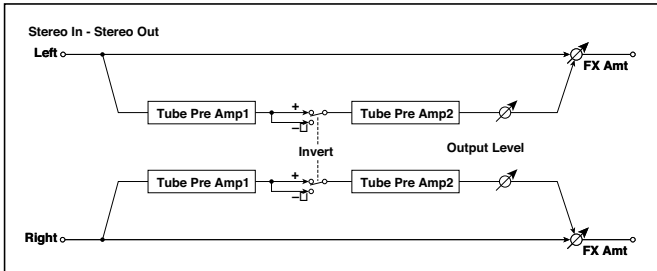 Stereo In - Stereo Out
Left
FX Amt
Tube Pre Amp1
+
−
Tube Pre Amp2
Invert
Output Level
Tube Pre Amp1
+
−
Tube Pre Amp2
Right
FX Amt